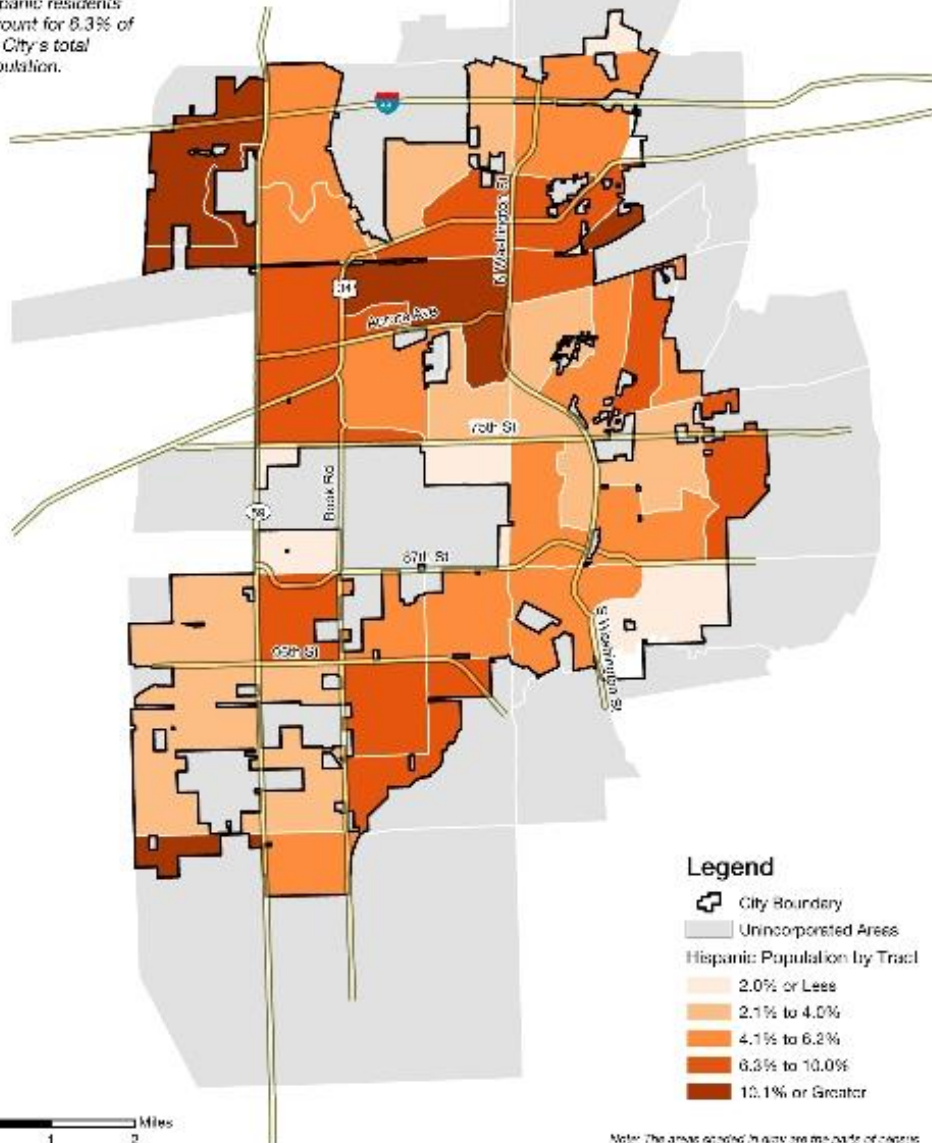 panic residents
ount for 6.3% of
City's total
pulation.
N Washington St
34
Aurora Ave
75th St
Book Rd
59
87th St
95th St
S Washington St
Legend
City Boundary
Unincorporated Areas
Hispanic Population by Tract
2.0% or Less
2.1% to 4.0%
4.1% to 6.2%
6.3% to 10.0%
10.1% or Greater
Miles
1 2
Note: The areas shaded in gray are the parts of census